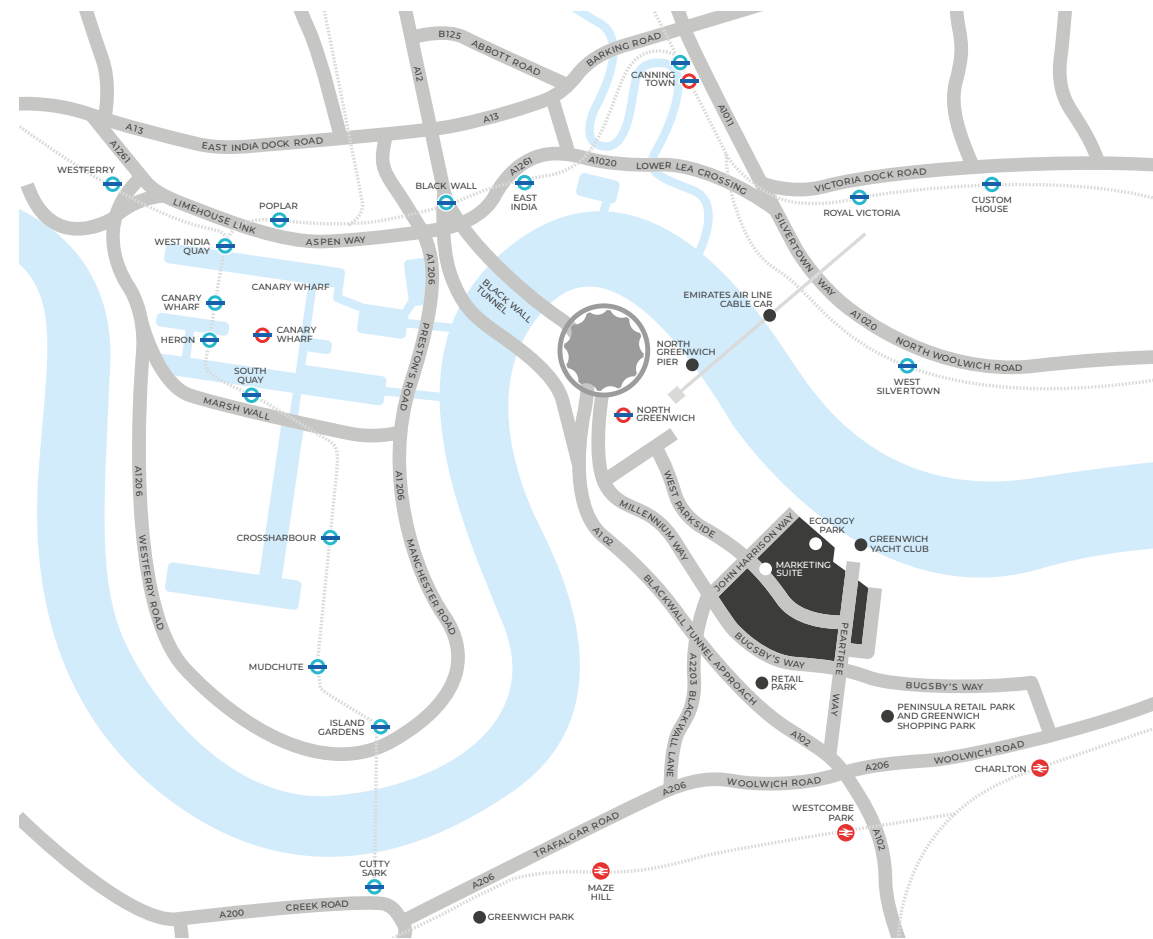 B125
ABBOTT ROAD
BARKING ROAD
A12
CANNING
TOWN
A1011
A13
A13
EAST INDIA DOCK ROAD
A1261
A1261
A1020
LOWER LEA CROSSING
VICTORIA DOCK ROAD
WESTFERRY
BLACK WALL
EAST
INDIA
ROYAL VICTORIA
CUSTOM
HOUSE
POPLAR
LIMEHOUSE LINK
ASPEN WAY
WEST INDIA
QUAY
A1206
SILVERTOWN WAY
CANARY WHARF
BLACK WALL
TUNNEL
EMIRATES AIR LINE
CABLE CAR
CANARY
WHARF
A1020
HERON
CANARY
WHARF
PRESTON'S ROAD
NORTH
GREENWICH
PIER
NORTH WOOLWICH ROAD
SOUTH
QUAY
WEST
SILVERTOWN
MARSH WALL
NORTH
GREENWICH
A1206
A1206
WEST PARKSIDE
MILLENNIUM WAY
ECOLOGY
PARK
JOHN HARRISON WAY
GREENWICH
YACHT CLUB
CROSSHARBOUR
A102
MARKETING
SUITE
WESTFERRY ROAD
MANCHESTER ROAD
BLACKWALL TUNNEL APPROACH
BUGSBY'S WAY
PEARTREE WAY
MUDCHUTE
A2203
BLACKWALL LANE
RETAIL
PARK
BUGSBY'S WAY
PENINSULA RETAIL PARK
AND GREENWICH
SHOPPING PARK
ISLAND
GARDENS
A102
A206
WOOLWICH ROAD
CHARLTON
A206
WOOLWICH ROAD
WESTCOMBE
PARK
TRAFALGAR ROAD
A102
CUTTY
SARK
A206
MAZE
HILL
A200
CREEK ROAD
GREENWICH PARK